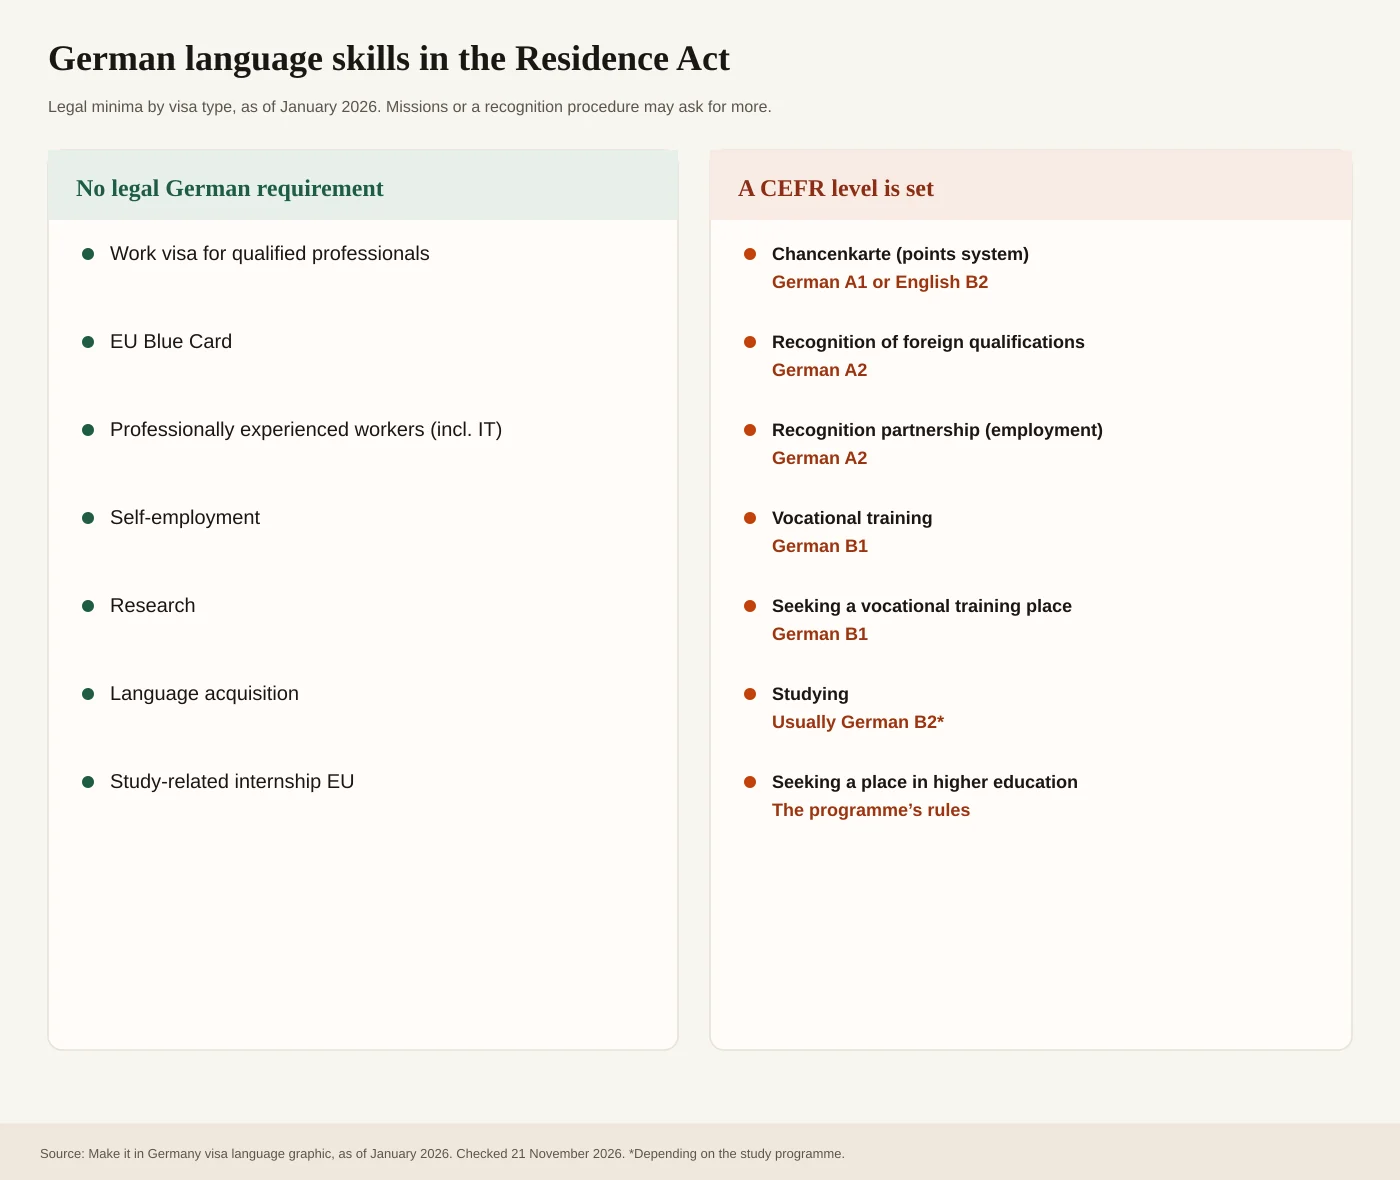 German language skills in the Residence Act
Legal minima by visa type, as of January 2026. Missions or a recognition procedure may ask for more.
No legal German requirement
Work visa for qualified professionals
EU Blue Card
Professionally experienced workers (incl. IT)
Self-employment
Research
Language acquisition
Study-related internship EU
A CEFR level is set
Chancenkarte (points system)
German A1 or English B2
Recognition of foreign qualifications
German A2
Recognition partnership (employment)
German A2
Vocational training
German B1
Seeking a vocational training place
German B1
Studying
Usually German B2*
Seeking a place in higher education
The programme’s rules
Source: Make it in Germany visa language graphic, as of January 2026. Checked 21 November 2026. *Depending on the study programme.